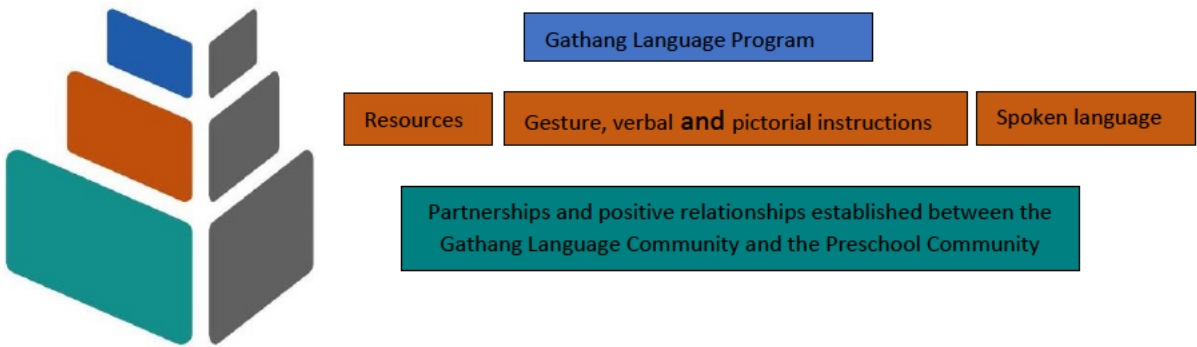 Gathang Language Program
Resources
Gesture, verbal and pictorial instructions
Spoken language
Partnerships and positive relationships established between the
Gathang Language Community and the Preschool Community